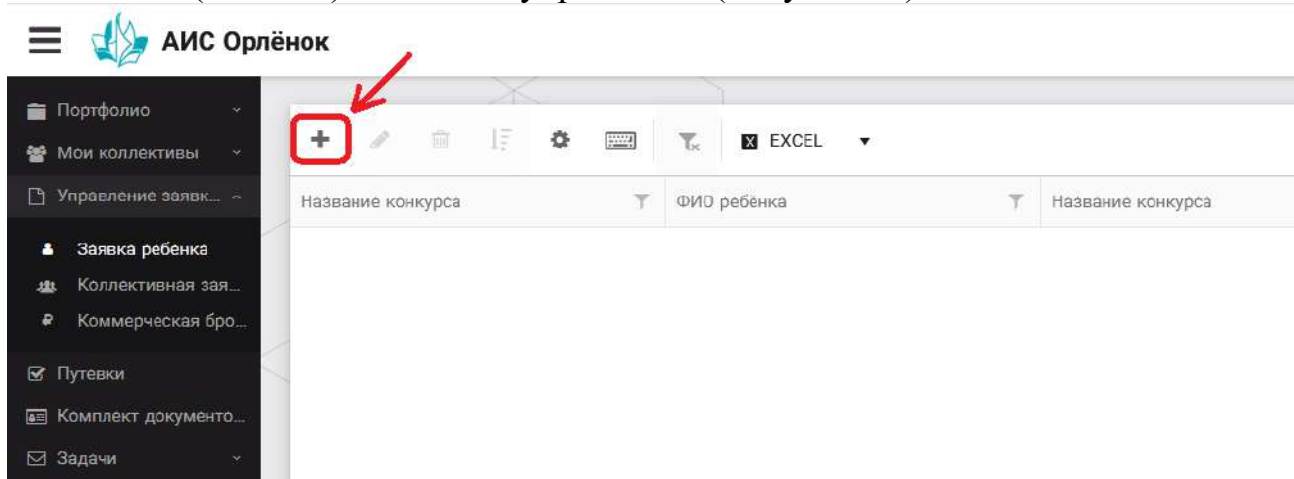 АИС Орлёнок
Портфолио
Мои коллективы
Управление заявк...
Заявка ребенка
Коллективная зая...
Коммерческая бро...
Путевки
Комплект документо...
Задачи
EXCEL
Название конкурса
ФИО ребенка
Название конкурса